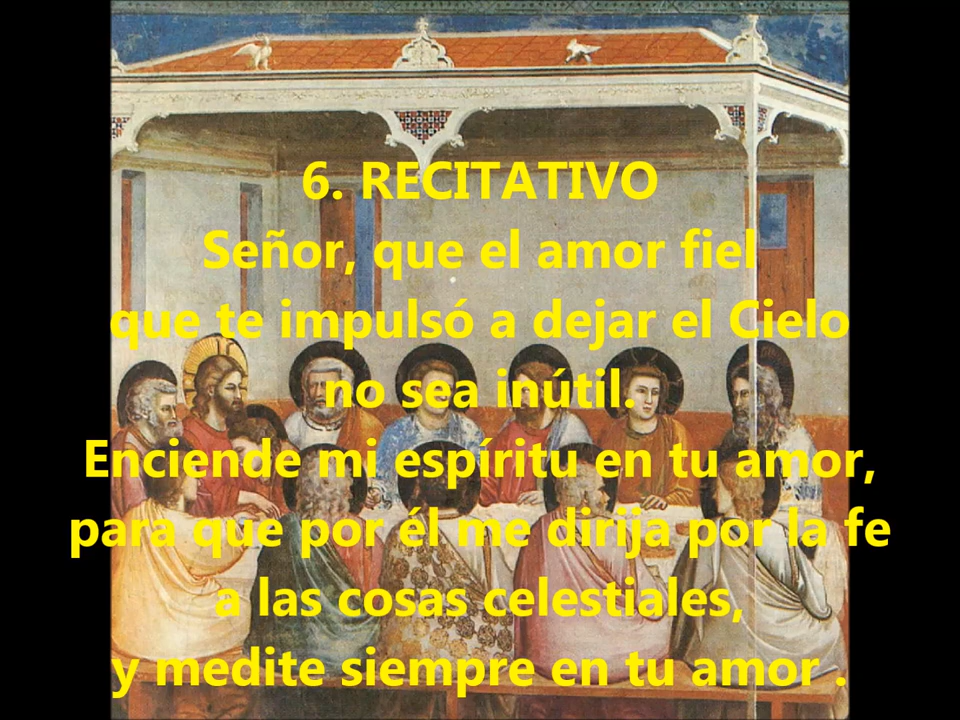 6. RECITATIVO
Señor, que el amor fiel
que te impulsó a dejar el Cielo
no sea inútil.
Enciende mi espíritu en tu amor,
para que por él me dirija por la fe
a las cosas celestiales,
y medite siempre en tu amor .